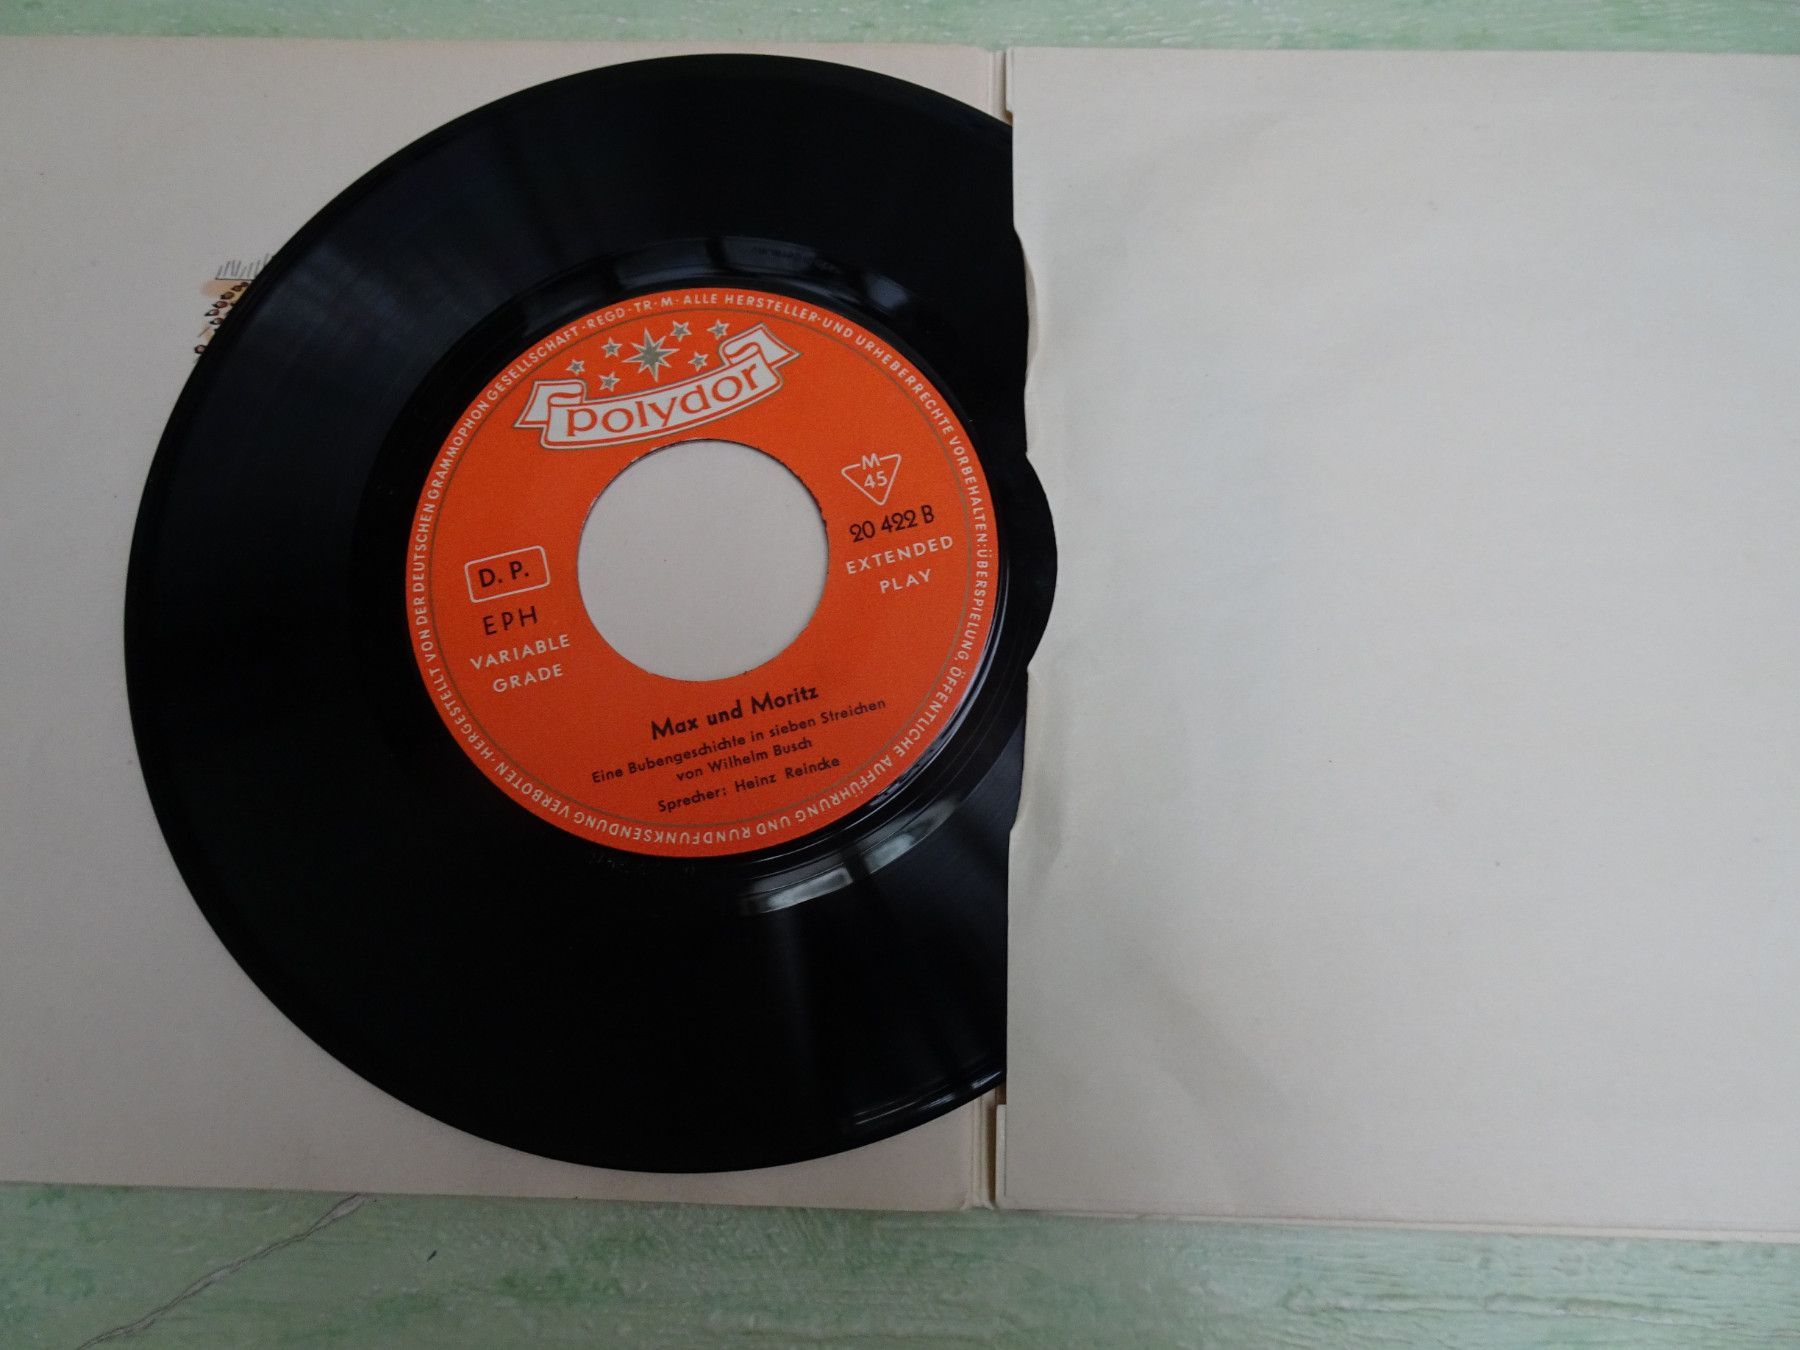 HERGESTELLT VON DER DEUTSCHEN GRAMMOPHON GESELLSCHAFT · REGD · TR · M · ALLE HERSTELLER- UND URHEBERRECHTE VORBEHALTEN: ÜBERSPIELUNG, ÖFFENTLICHE AUFFÜHRUNG UND RUNDFUNKSENDUNG VERBOTEN ·
Polydor
M
45
20 422 B
EXTENDED
PLAY
D. P.
EPH
VARIABLE
GRADE
Max und Moritz
Eine Bubengeschichte in sieben Streichen
von Wilhelm Busch
Sprecher: Heinz Reincke